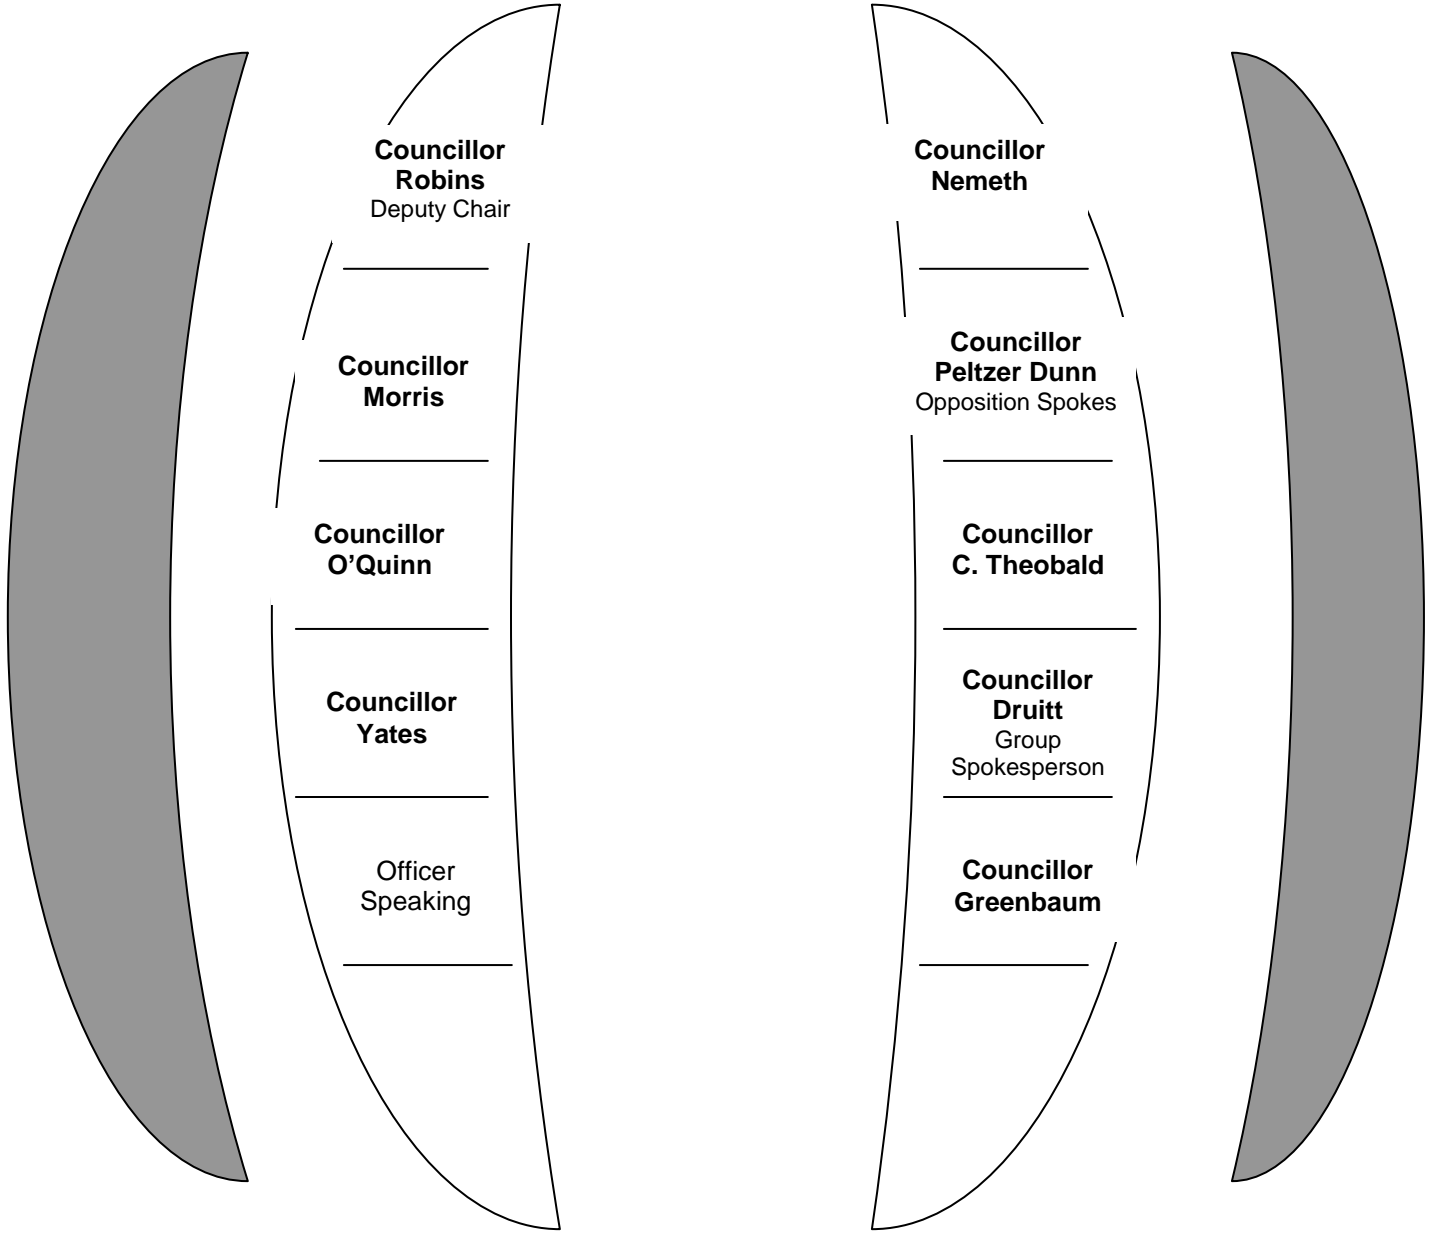 Councillor
Robins
Deputy Chair
Councillor
Morris
Councillor
O’Quinn
Councillor
Yates
Officer
Speaking
Councillor
Nemeth
Councillor
Peltzer Dunn
Opposition Spokes
Councillor
C. Theobald
Councillor
Druitt
Group
Spokesperson
Councillor
Greenbaum